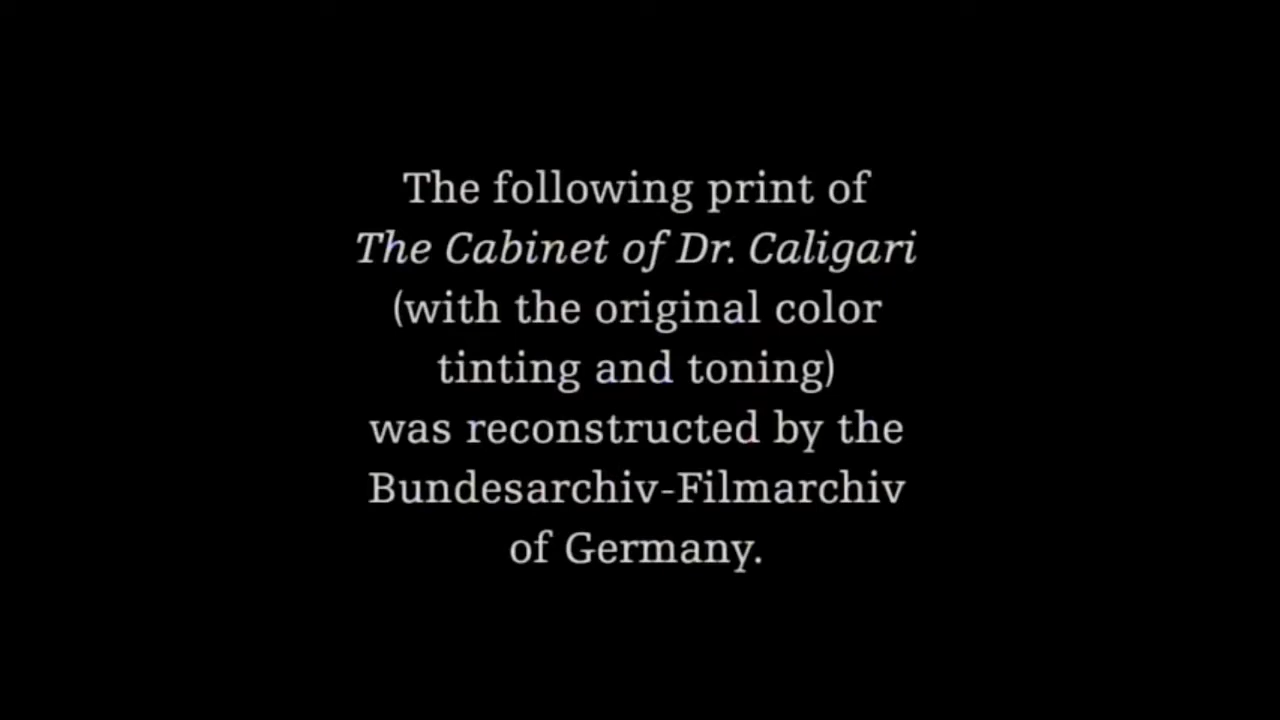 The following print of
The Cabinet of Dr. Caligari
(with the original color
tinting and toning)
was reconstructed by the
Bundesarchiv-Filmarchiv
of Germany.